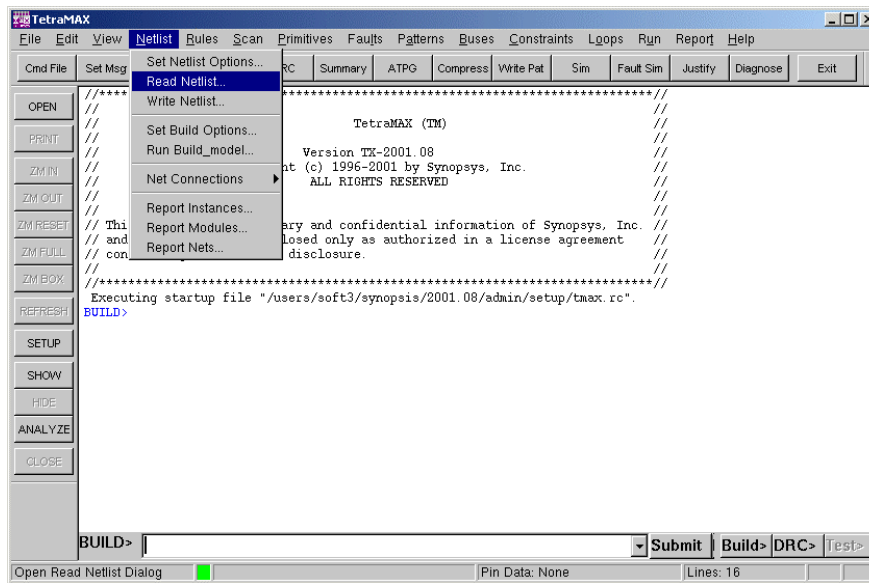 TetraMAX
File Edit View Netlist Rules Scan Primitives Faults Patterns Buses Constraints Loops Run Report Help
Cmd File Set Msg RC Summary ATPG Compress Write Pat Sim Fault Sim Justify Diagnose Exit
Set Netlist Options...
Read Netlist...
Write Netlist...
Set Build Options...
Run Build_model...
Net Connections
Report Instances...
Report Modules...
Report Nets...
OPEN
PRINT
ZM IN
ZM OUT
ZM RESET
ZM FULL
ZM BOX
REFRESH
SETUP
SHOW
HIDE
ANALYZE
CLOSE
// TetraMAX (TM) //
// Version TX-2001.08 //
// nt (c) 1996-2001 by Synopsys, Inc. //
// ALL RIGHTS RESERVED //
// Thi ary and confidential information of Synopsys, Inc. //
// and losed only as authorized in a license agreement //
// con disclosure. //
Executing startup file "/users/soft3/synopsis/2001.08/admin/setup/tmax.rc".
BUILD>
BUILD> Submit Build> DRC> Test>
Open Read Netlist Dialog Pin Data: None Lines: 16